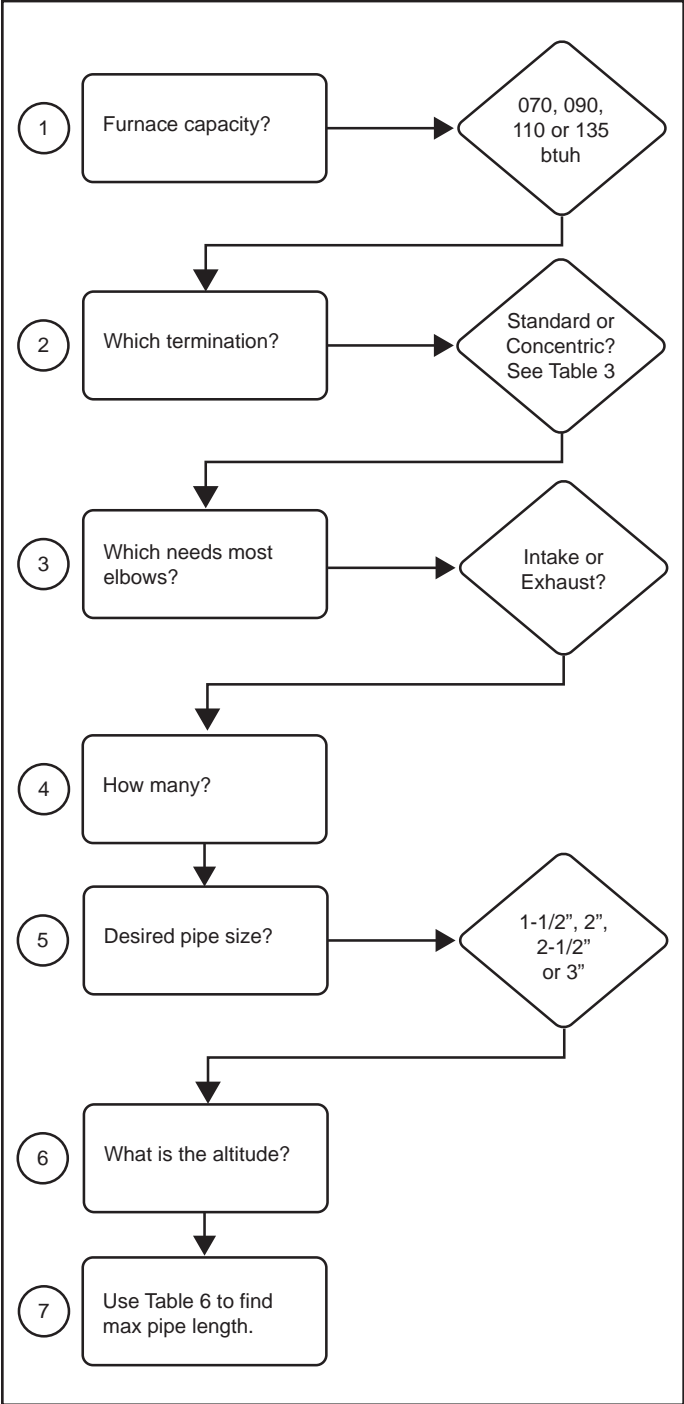 1
Furnace capacity?
070, 090,
110 or 135
btuh
2
Which termination?
Standard or
Concentric?
See Table 3
3
Which needs most
elbows?
Intake or
Exhaust?
4
How many?
5
Desired pipe size?
1-1/2”, 2”,
2-1/2”
or 3”
6
What is the altitude?
7
Use Table 6 to find
max pipe length.